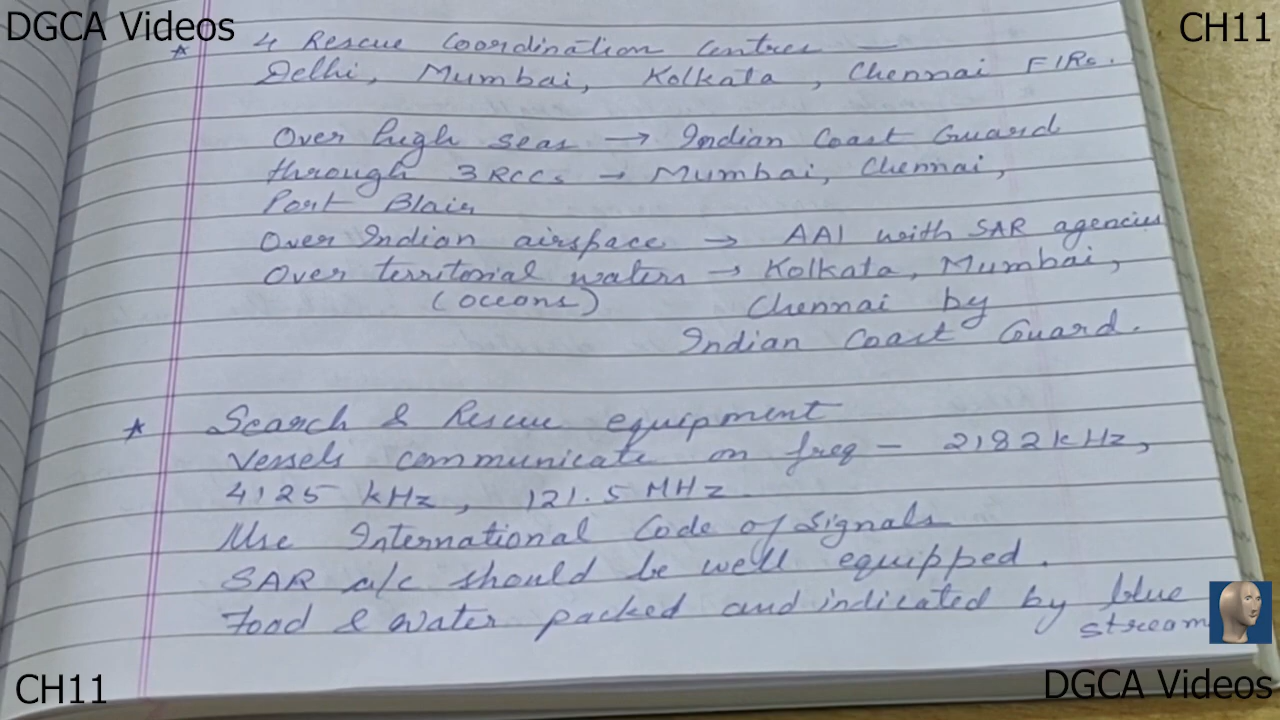 DGCA Videos
CH11
* 4 Rescue Coordination Centres —
Delhi, Mumbai, Kolkata, Chennai FIRs.
Over high seas → Indian Coast Guard
through 3 RCCs → Mumbai, Chennai,
Port Blair
Over Indian airspace → AAI with SAR agencies
Over territorial waters → Kolkata, Mumbai,
(oceans) Chennai by
Indian Coast Guard.
* Search & Rescue equipment
Vessels communicate on freq - 2182 kHz,
4125 kHz, 121.5 MHz
Use International Code of Signals
SAR a/c should be well equipped.
Food & Water packed and indicated by blue
stream
CH11
DGCA Videos